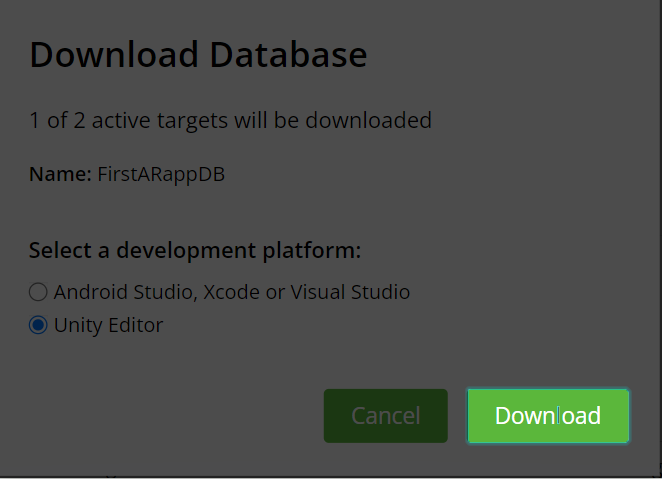 Download Database
1 of 2 active targets will be downloaded
Name: FirstARappDB
Select a development platform:
Android Studio, Xcode or Visual Studio
Unity Editor
Cancel
Download